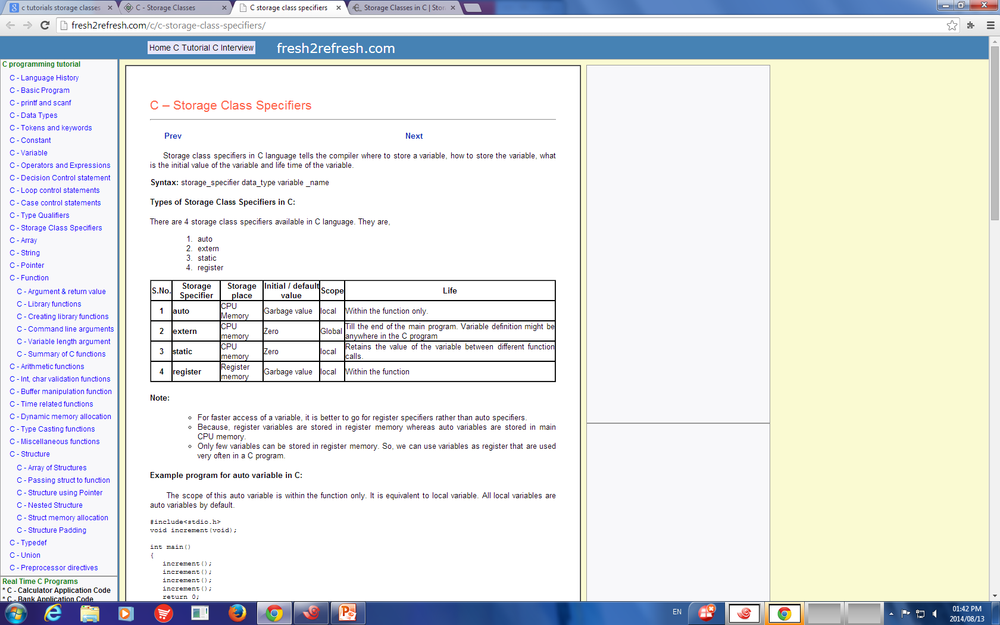 c tutorials storage classes
C - Storage Classes
C storage class specifiers
Storage Classes in C | Stor
fresh2refresh.com/c/c-storage-class-specifiers/
Home C Tutorial C Interview
fresh2refresh.com
C programming tutorial
C - Language History
C - Basic Program
C - printf and scanf
C - Data Types
C - Tokens and keywords
C - Constant
C - Variable
C - Operators and Expressions
C - Decision Control statement
C - Loop control statements
C - Case control statements
C - Type Qualifiers
C - Storage Class Specifiers
C - Array
C - String
C - Pointer
C - Function
C - Argument & return value
C - Library functions
C - Creating library functions
C - Command line arguments
C - Variable length argument
C - Summary of C functions
C - Arithmetic functions
C - Int, char validation functions
C - Buffer manipulation function
C - Time related functions
C - Dynamic memory allocation
C - Type Casting functions
C - Miscellaneous functions
C - Structure
C - Array of Structures
C - Passing struct to function
C - Structure using Pointer
C - Nested Structure
C - Struct memory allocation
C - Structure Padding
C - Typedef
C - Union
C - Preprocessor directives
Real Time C Programs
* C - Calculator Application Code
* C - Bank Application Code
C – Storage Class Specifiers
Prev Next
Storage class specifiers in C language tells the compiler where to store a variable, how to store the variable, what
is the initial value of the variable and life time of the variable.
Syntax: storage_specifier data_type variable _name
Types of Storage Class Specifiers in C:
There are 4 storage class specifiers available in C language. They are,
1. auto
2. extern
3. static
4. register
S.No. Storage Specifier Storage place Initial / default value Scope Life
1 auto CPU Memory Garbage value local Within the function only.
2 extern CPU memory Zero Global Till the end of the main program. Variable definition might be anywhere in the C program
3 static CPU memory Zero local Retains the value of the variable between different function calls.
4 register Register memory Garbage value local Within the function
Note:
For faster access of a variable, it is better to go for register specifiers rather than auto specifiers.
Because, register variables are stored in register memory whereas auto variables are stored in main
CPU memory.
Only few variables can be stored in register memory. So, we can use variables as register that are used
very often in a C program.
Example program for auto variable in C:
The scope of this auto variable is within the function only. It is equivalent to local variable. All local variables are
auto variables by default.
#include<stdio.h>
void increment(void);
int main()
{
increment();
increment();
increment();
increment();
return 0;
EN
01:42 PM
2014/08/13